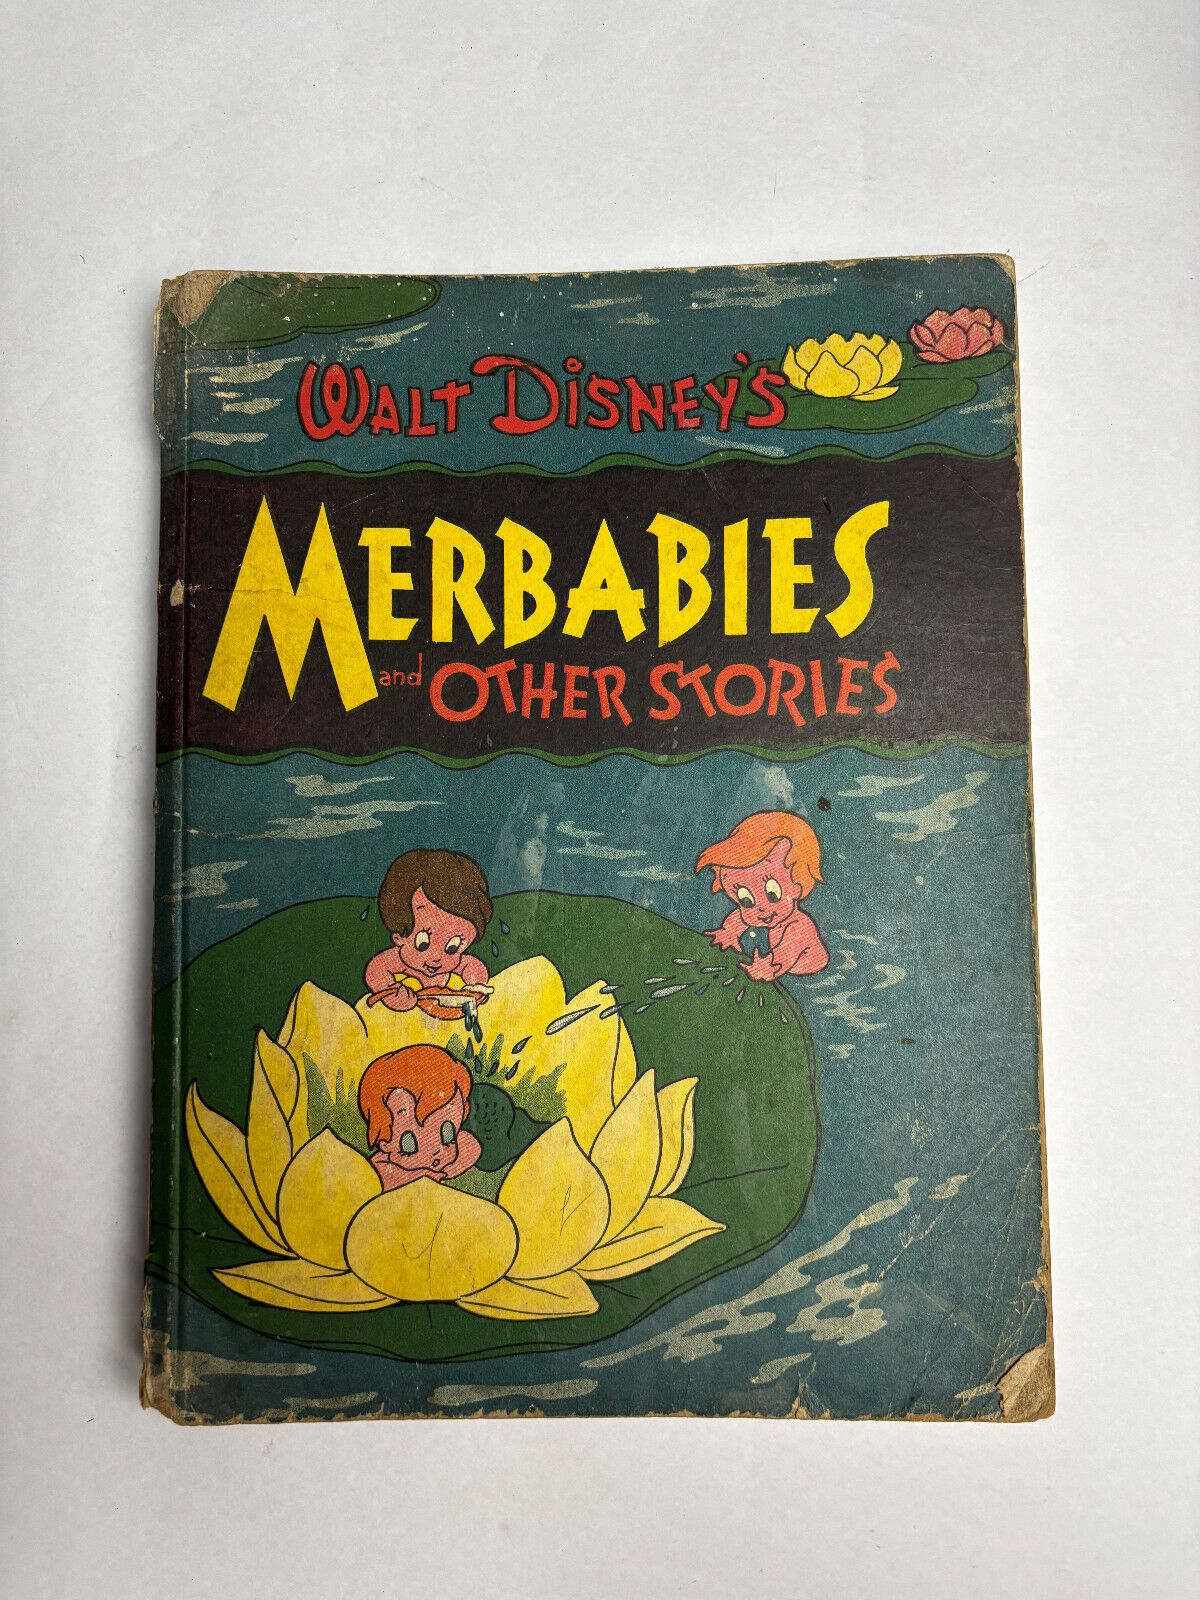 WALT DISNEY'S
MERBABIES
and OTHER STORIES